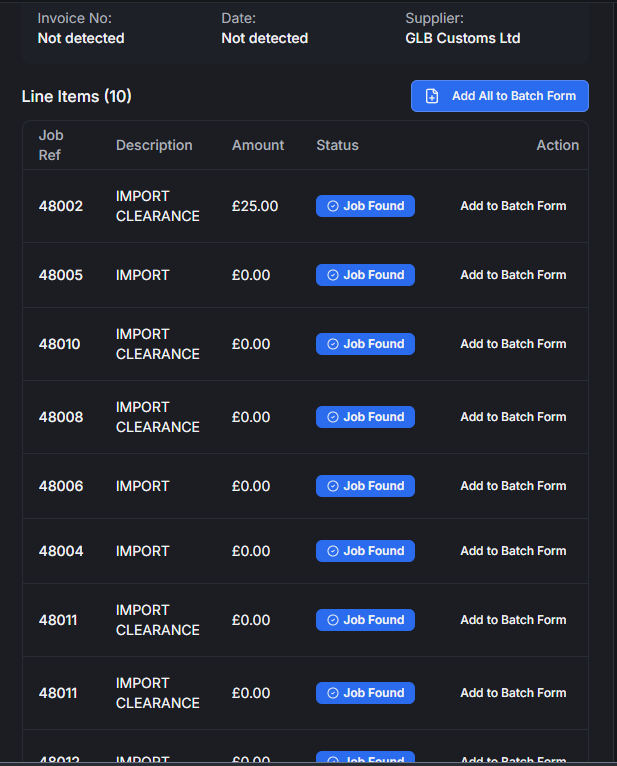 Invoice No: Date: Supplier:
Not detected Not detected GLB Customs Ltd
Line Items (10) Add All to Batch Form
Job
Ref Description Amount Status Action
48002 IMPORT
CLEARANCE £25.00 Job Found Add to Batch Form
48005 IMPORT £0.00 Job Found Add to Batch Form
48010 IMPORT
CLEARANCE £0.00 Job Found Add to Batch Form
48008 IMPORT
CLEARANCE £0.00 Job Found Add to Batch Form
48006 IMPORT £0.00 Job Found Add to Batch Form
48004 IMPORT £0.00 Job Found Add to Batch Form
48011 IMPORT
CLEARANCE £0.00 Job Found Add to Batch Form
48011 IMPORT
CLEARANCE £0.00 Job Found Add to Batch Form
48012 IMPORT £0.00 Job Found Add to Batch Form